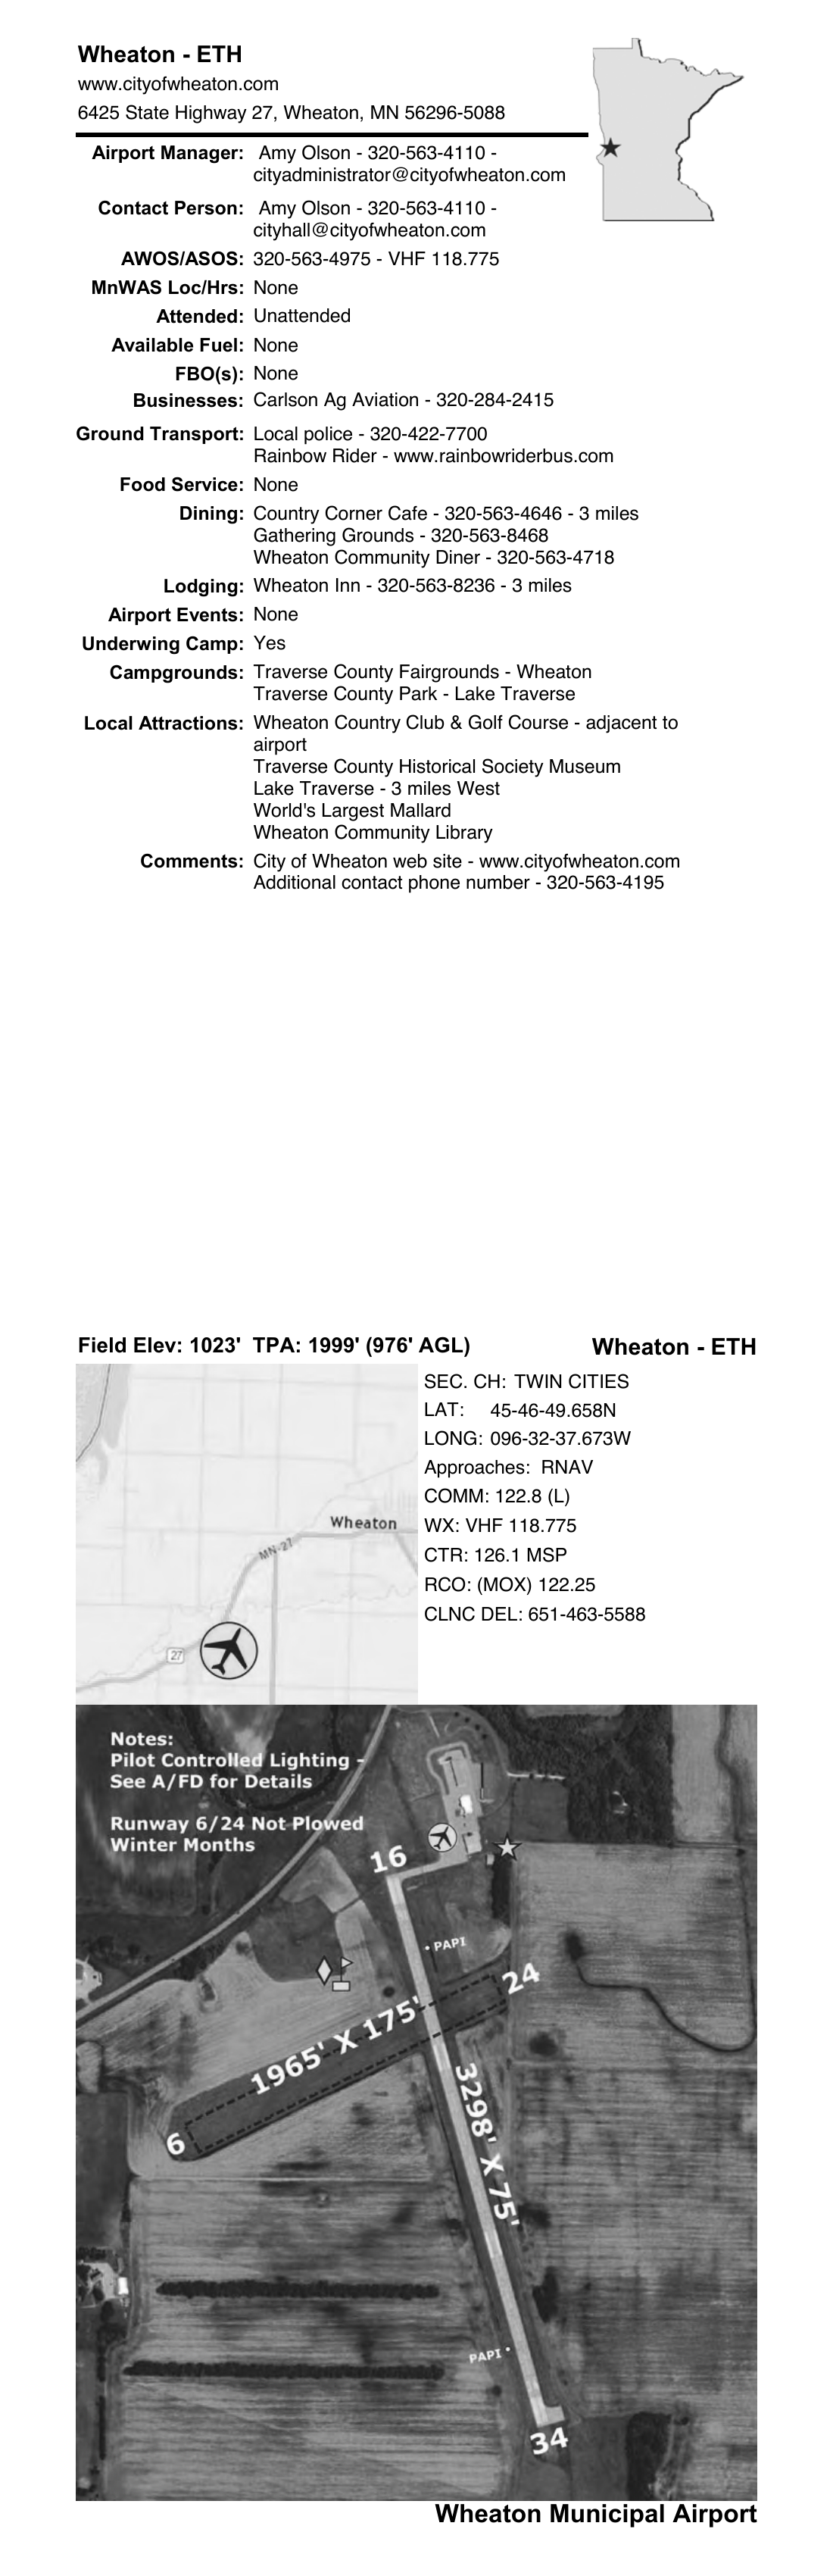 Wheaton - ETH
www.cityofwheaton.com
6425 State Highway 27, Wheaton, MN 56296-5088
Airport Manager: Amy Olson - 320-563-4110 -
cityadministrator@cityofwheaton.com
Contact Person: Amy Olson - 320-563-4110 -
cityhall@cityofwheaton.com
AWOS/ASOS: 320-563-4975 - VHF 118.775
MnWAS Loc/Hrs: None
Attended: Unattended
Available Fuel: None
FBO(s): None
Businesses: Carlson Ag Aviation - 320-284-2415
Ground Transport: Local police - 320-422-7700
Rainbow Rider - www.rainbowriderbus.com
Food Service: None
Dining: Country Corner Cafe - 320-563-4646 - 3 miles
Gathering Grounds - 320-563-8468
Wheaton Community Diner - 320-563-4718
Lodging: Wheaton Inn - 320-563-8236 - 3 miles
Airport Events: None
Underwing Camp: Yes
Campgrounds: Traverse County Fairgrounds - Wheaton
Traverse County Park - Lake Traverse
Local Attractions: Wheaton Country Club & Golf Course - adjacent to
airport
Traverse County Historical Society Museum
Lake Traverse - 3 miles West
World's Largest Mallard
Wheaton Community Library
Comments: City of Wheaton web site - www.cityofwheaton.com
Additional contact phone number - 320-563-4195
Field Elev: 1023' TPA: 1999' (976' AGL)
Wheaton - ETH
SEC. CH: TWIN CITIES
LAT: 45-46-49.658N
LONG: 096-32-37.673W
Approaches: RNAV
COMM: 122.8 (L)
WX: VHF 118.775
CTR: 126.1 MSP
RCO: (MOX) 122.25
CLNC DEL: 651-463-5588
Wheaton
MN-27
27
Notes:
Pilot Controlled Lighting -
See A/FD for Details
Runway 6/24 Not Plowed
Winter Months
16
PAPI
24
1965' X 175'
6
3298' X 75'
PAPI
34
Wheaton Municipal Airport